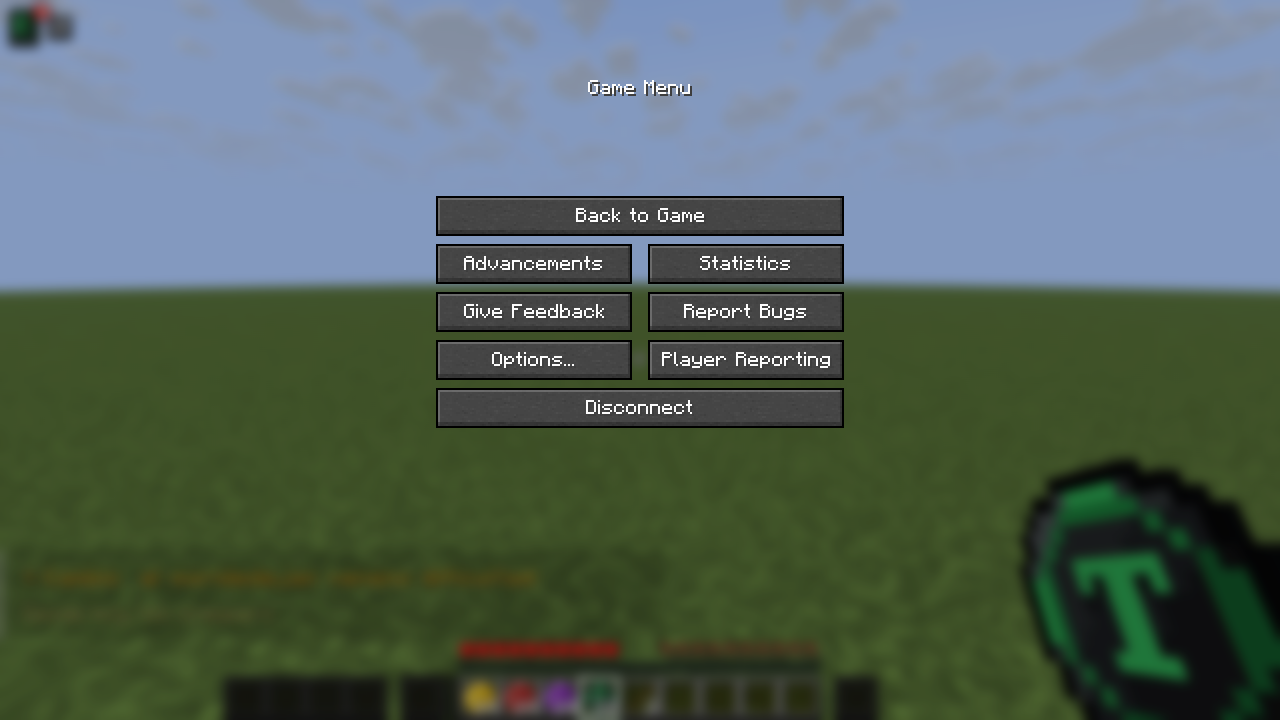 Game Menu
Back to Game
Advancements
Statistics
Give Feedback
Report Bugs
Options...
Player Reporting
Disconnect
T